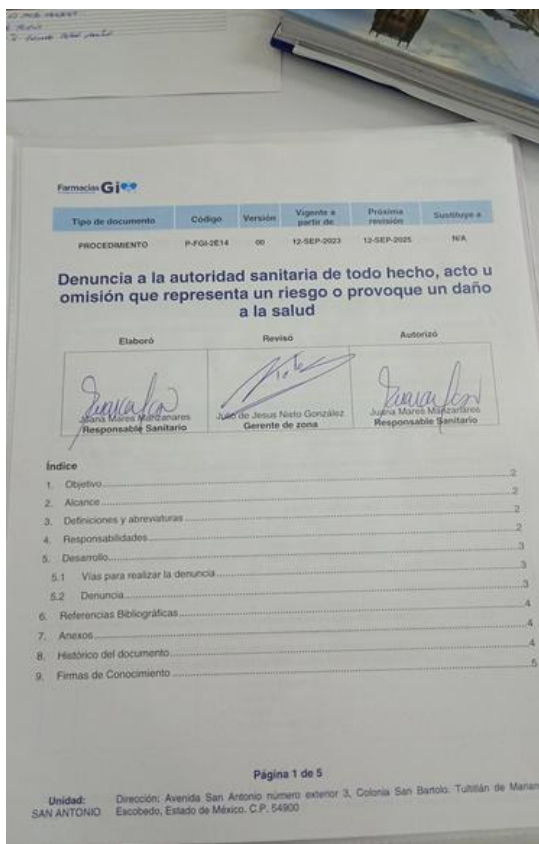 Farmacias Gi
Tipo de documento Código Versión Vigente a partir de Próxima revisión Sustituye a
PROCEDIMIENTO P-FGI-2E14 00 12-SEP-2023 12-SEP-2025 N/A
Denuncia a la autoridad sanitaria de todo hecho, acto u
omisión que representa un riesgo o provoque un daño
a la salud
Elaboró Revisó Autorizó
Juana Mares Manzanares Julio de Jesus Nieto González Juana Mares Manzanares
Responsable Sanitario Gerente de zona Responsable Sanitario
Índice
1. Objetivo 2
2. Alcance 2
3. Definiciones y abreviaturas 2
4. Responsabilidades 2
5. Desarrollo 3
5.1 Vías para realizar la denuncia 3
5.2 Denuncia 3
6. Referencias Bibliográficas 4
7. Anexos 4
8. Histórico del documento 4
9. Firmas de Conocimiento 5
Página 1 de 5
Unidad: Dirección: Avenida San Antonio número exterior 3, Colonia San Bartolo. Tultitlán de Marian
SAN ANTONIO Escobedo, Estado de México. C.P. 54900